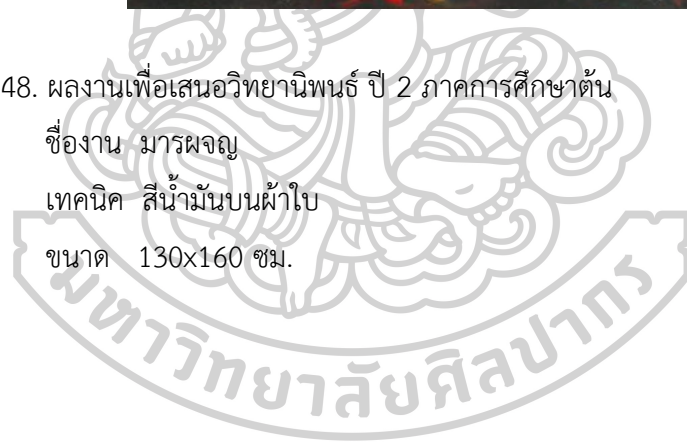 48. ผลงานเพื่อเสนอวิทยานิพนธ์ ปี 2 ภาคการศึกษาต้น
ชื่องาน มารผจญ
เทคนิค สีน้ำมันบนผ้าใบ
ขนาด 130x160 ซม.
มหาวิทยาลัยศิลปากร